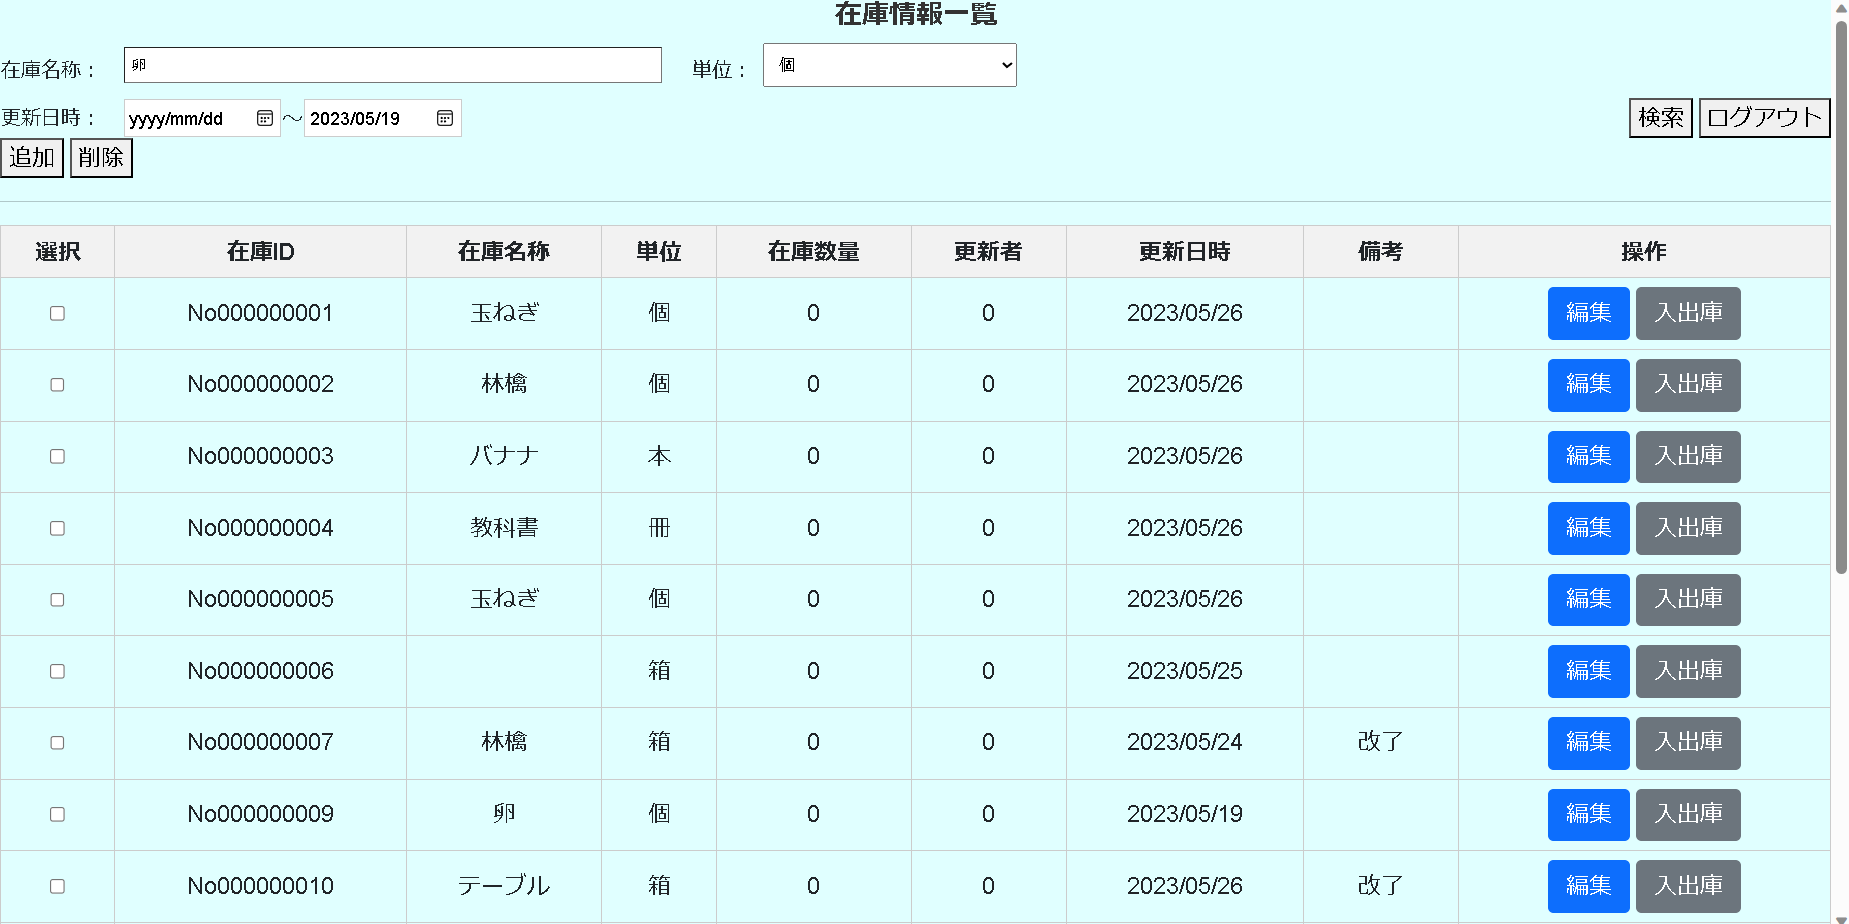 在庫情報一覧
在庫名称： 卵 単位： 個
更新日時： yyyy/mm/dd ～ 2023/05/19 検索 ログアウト
追加 削除
選択 在庫ID 在庫名称 単位 在庫数量 更新者 更新日時 備考 操作
No000000001 玉ねぎ 個 0 0 2023/05/26 編集 入出庫
No000000002 林檎 個 0 0 2023/05/26 編集 入出庫
No000000003 バナナ 本 0 0 2023/05/26 編集 入出庫
No000000004 教科書 冊 0 0 2023/05/26 編集 入出庫
No000000005 玉ねぎ 個 0 0 2023/05/26 編集 入出庫
No000000006 箱 0 0 2023/05/25 編集 入出庫
No000000007 林檎 箱 0 0 2023/05/24 改了 編集 入出庫
No000000009 卵 個 0 0 2023/05/19 編集 入出庫
No000000010 テーブル 箱 0 0 2023/05/26 改了 編集 入出庫